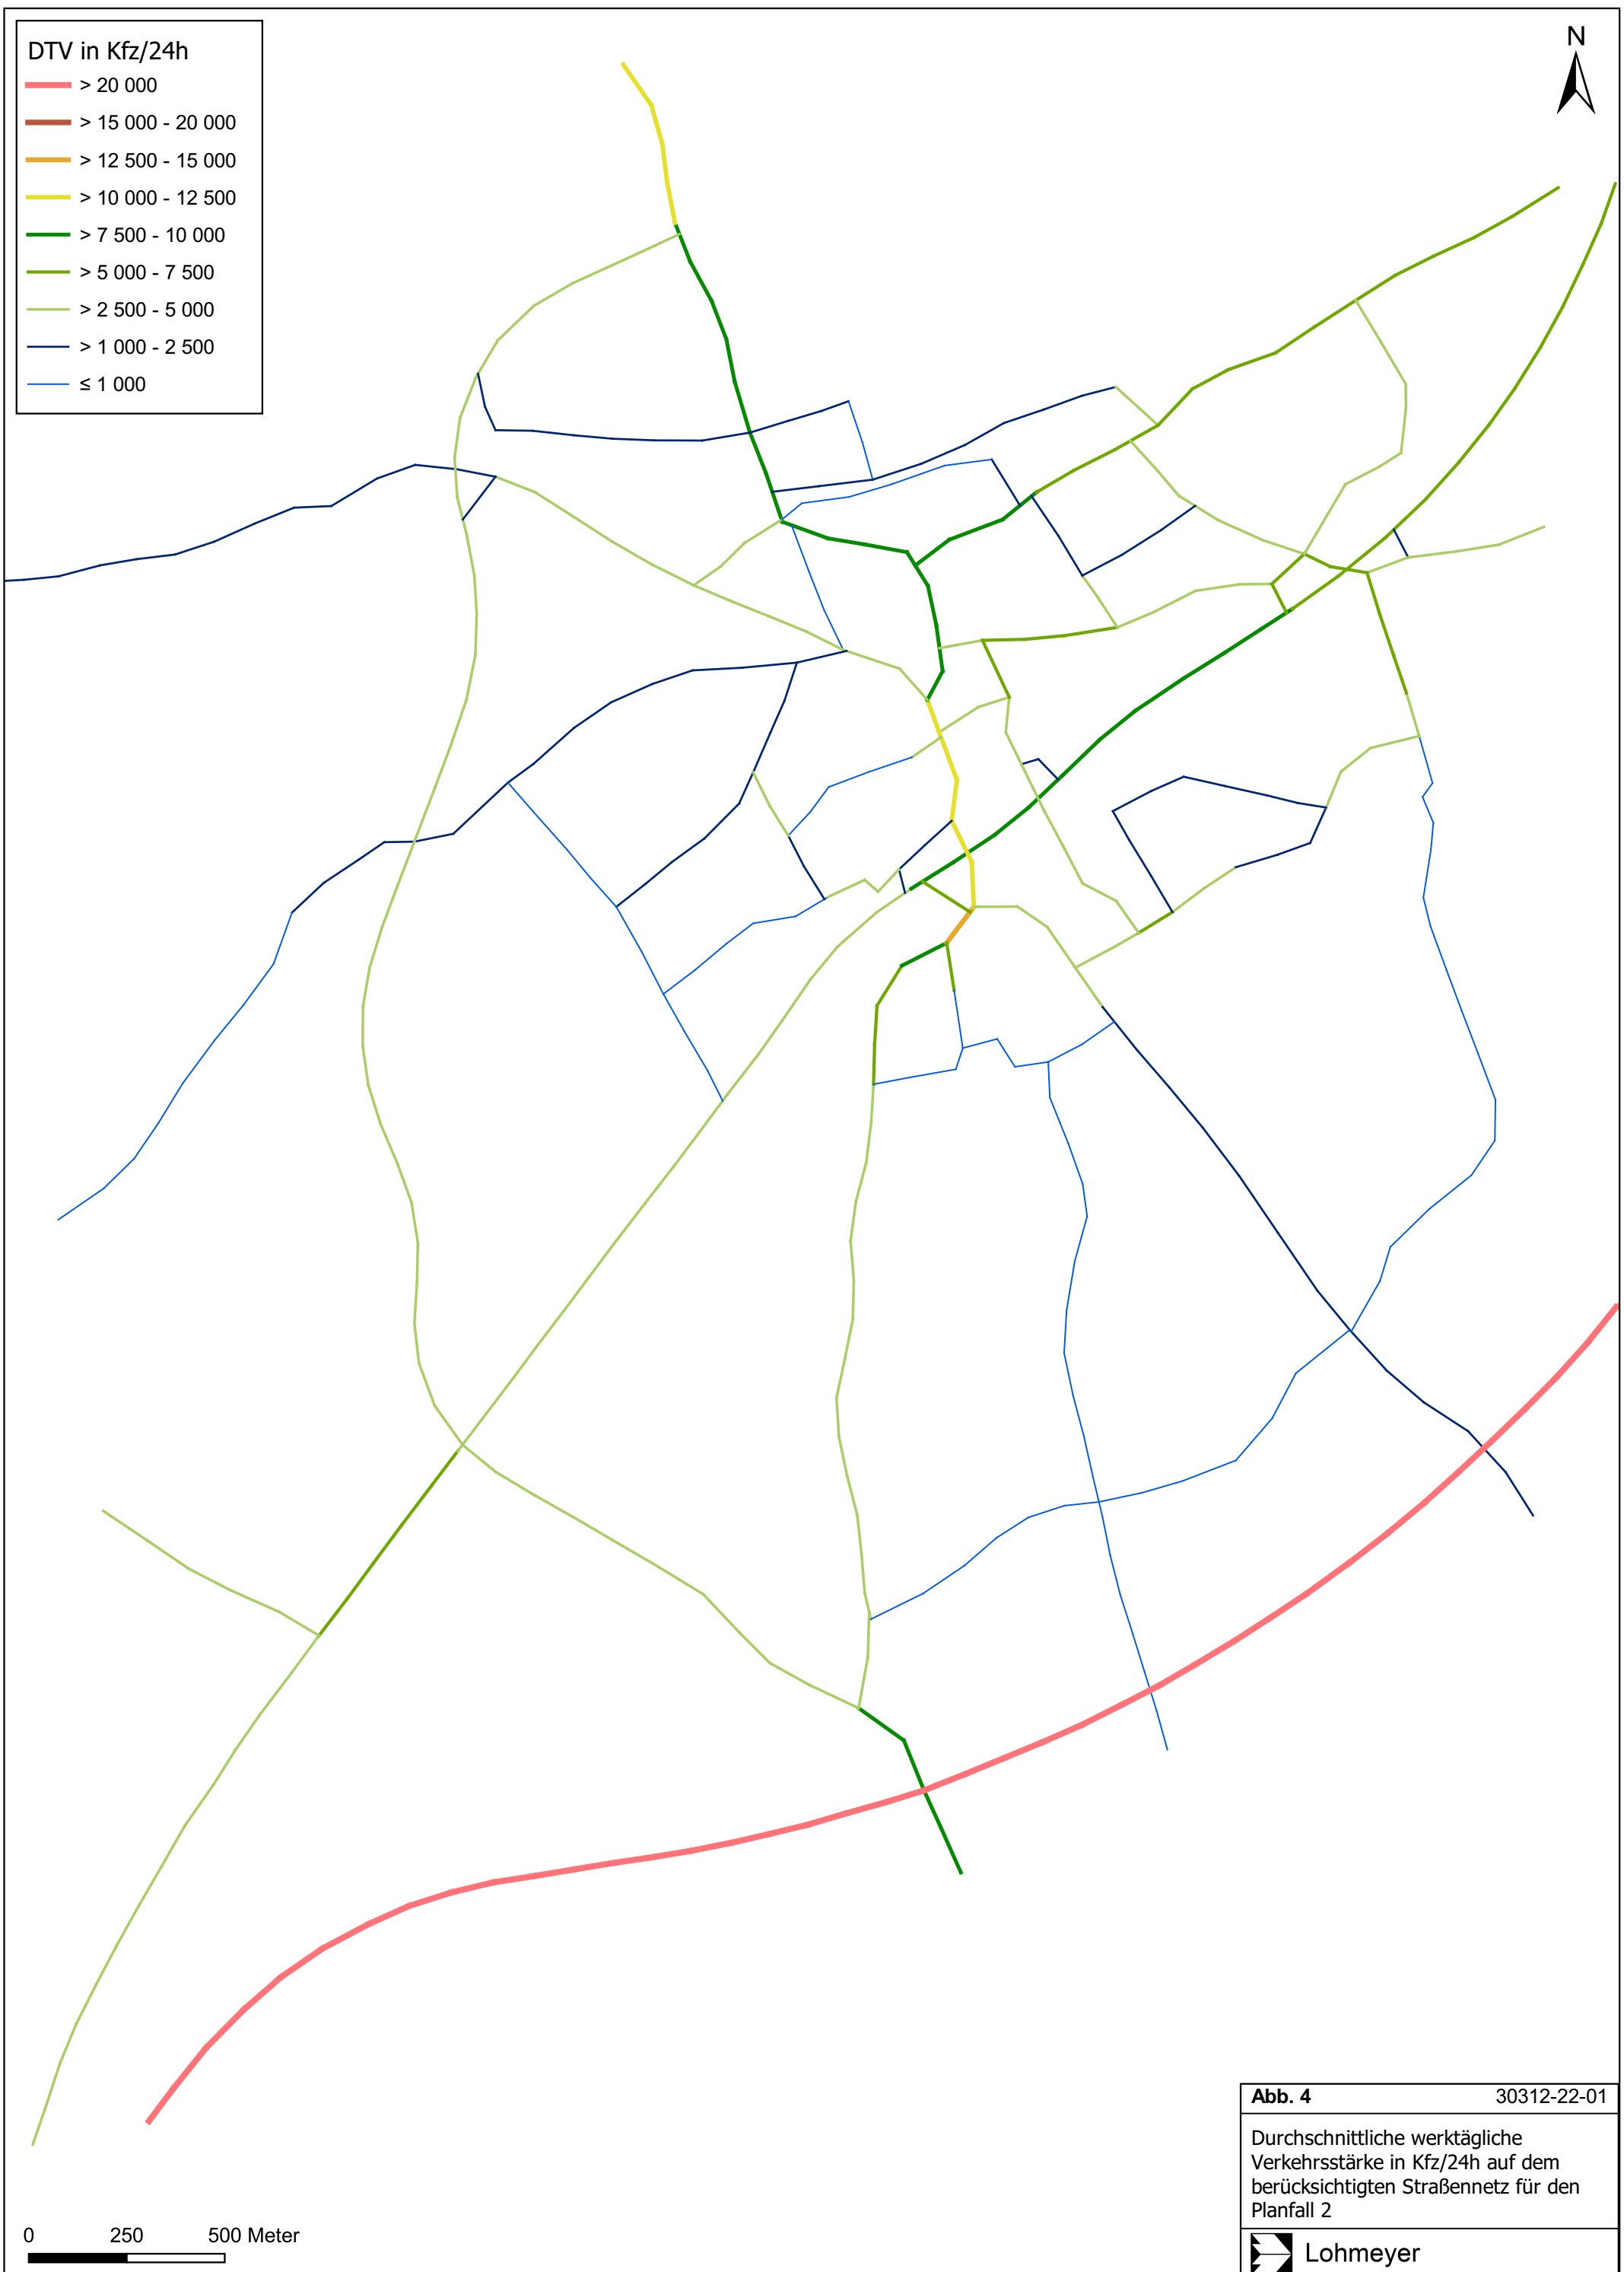 DTV in Kfz/24h
> 20 000
> 15 000 - 20 000
> 12 500 - 15 000
> 10 000 - 12 500
> 7 500 - 10 000
> 5 000 - 7 500
> 2 500 - 5 000
> 1 000 - 2 500
≤ 1 000
N
Abb. 4 30312-22-01
Durchschnittliche werktägliche
Verkehrsstärke in Kfz/24h auf dem
berücksichtigten Straßennetz für den
Planfall 2
0 250 500 Meter
Lohmeyer